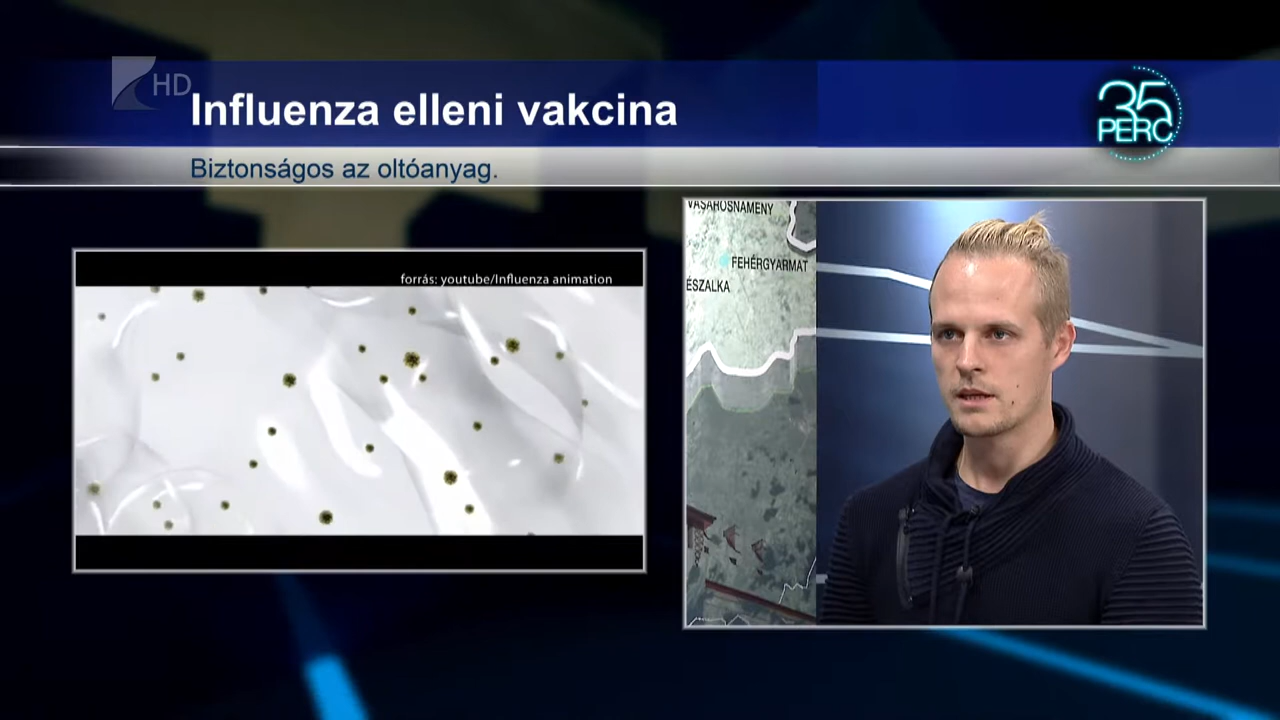 HD
Influenza elleni vakcina
35
PERC
Biztonságos az oltóanyag.
forrás: youtube/Influenza animation
VÁSÁROSNAMÉNY
FEHÉRGYARMAT
ÉSZALKA